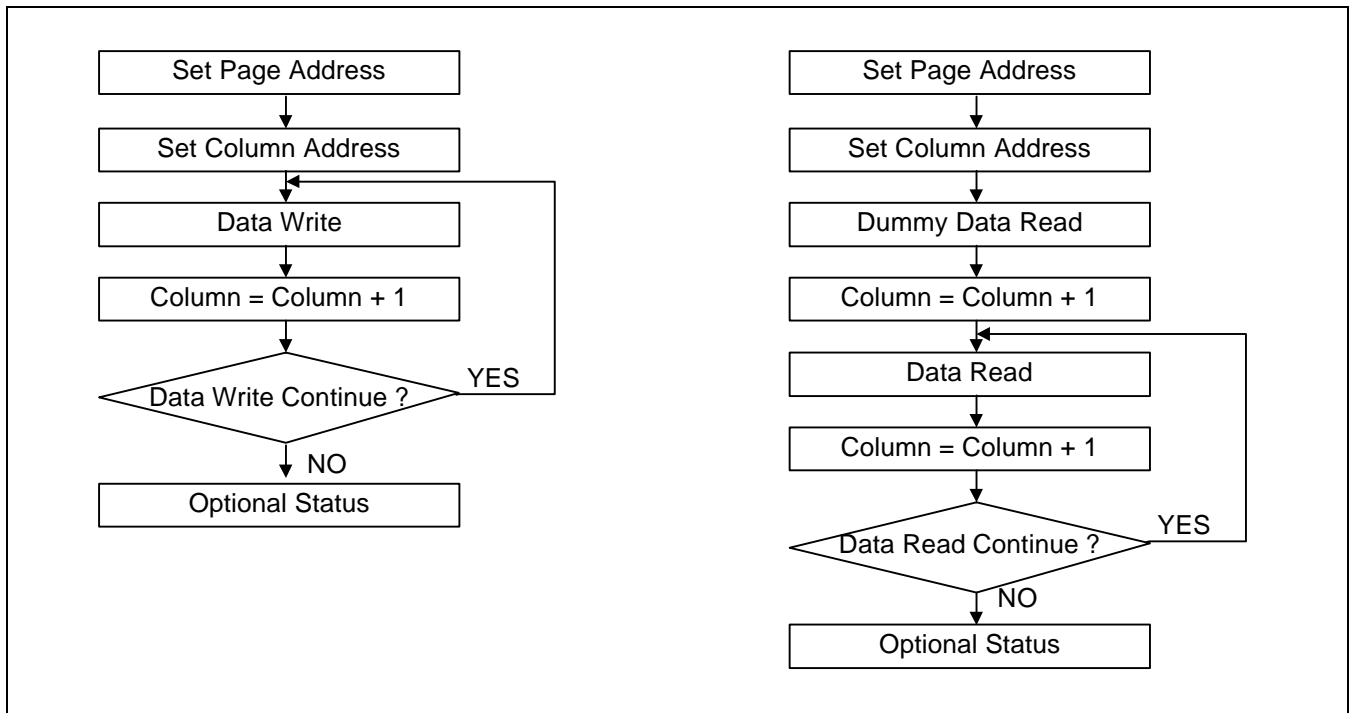 Set Page Address
Set Column Address
Data Write
Column = Column + 1
Data Write Continue ?
YES
NO
Optional Status
Set Page Address
Set Column Address
Dummy Data Read
Column = Column + 1
Data Read
Column = Column + 1
Data Read Continue ?
YES
NO
Optional Status